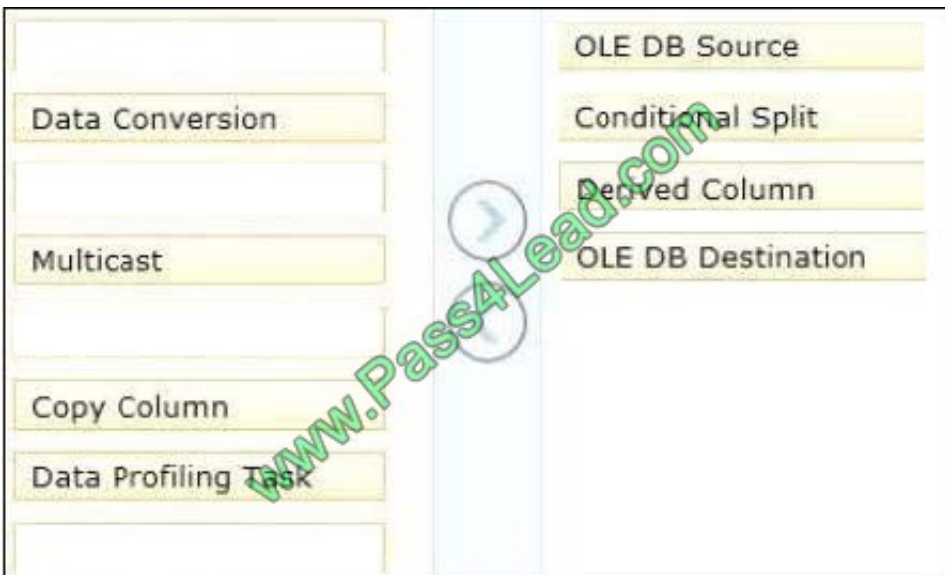 Data Conversion
Multicast
Copy Column
Data Profiling Task
OLE DB Source
Conditional Split
Derived Column
OLE DB Destination
www.Pass4Lead.com